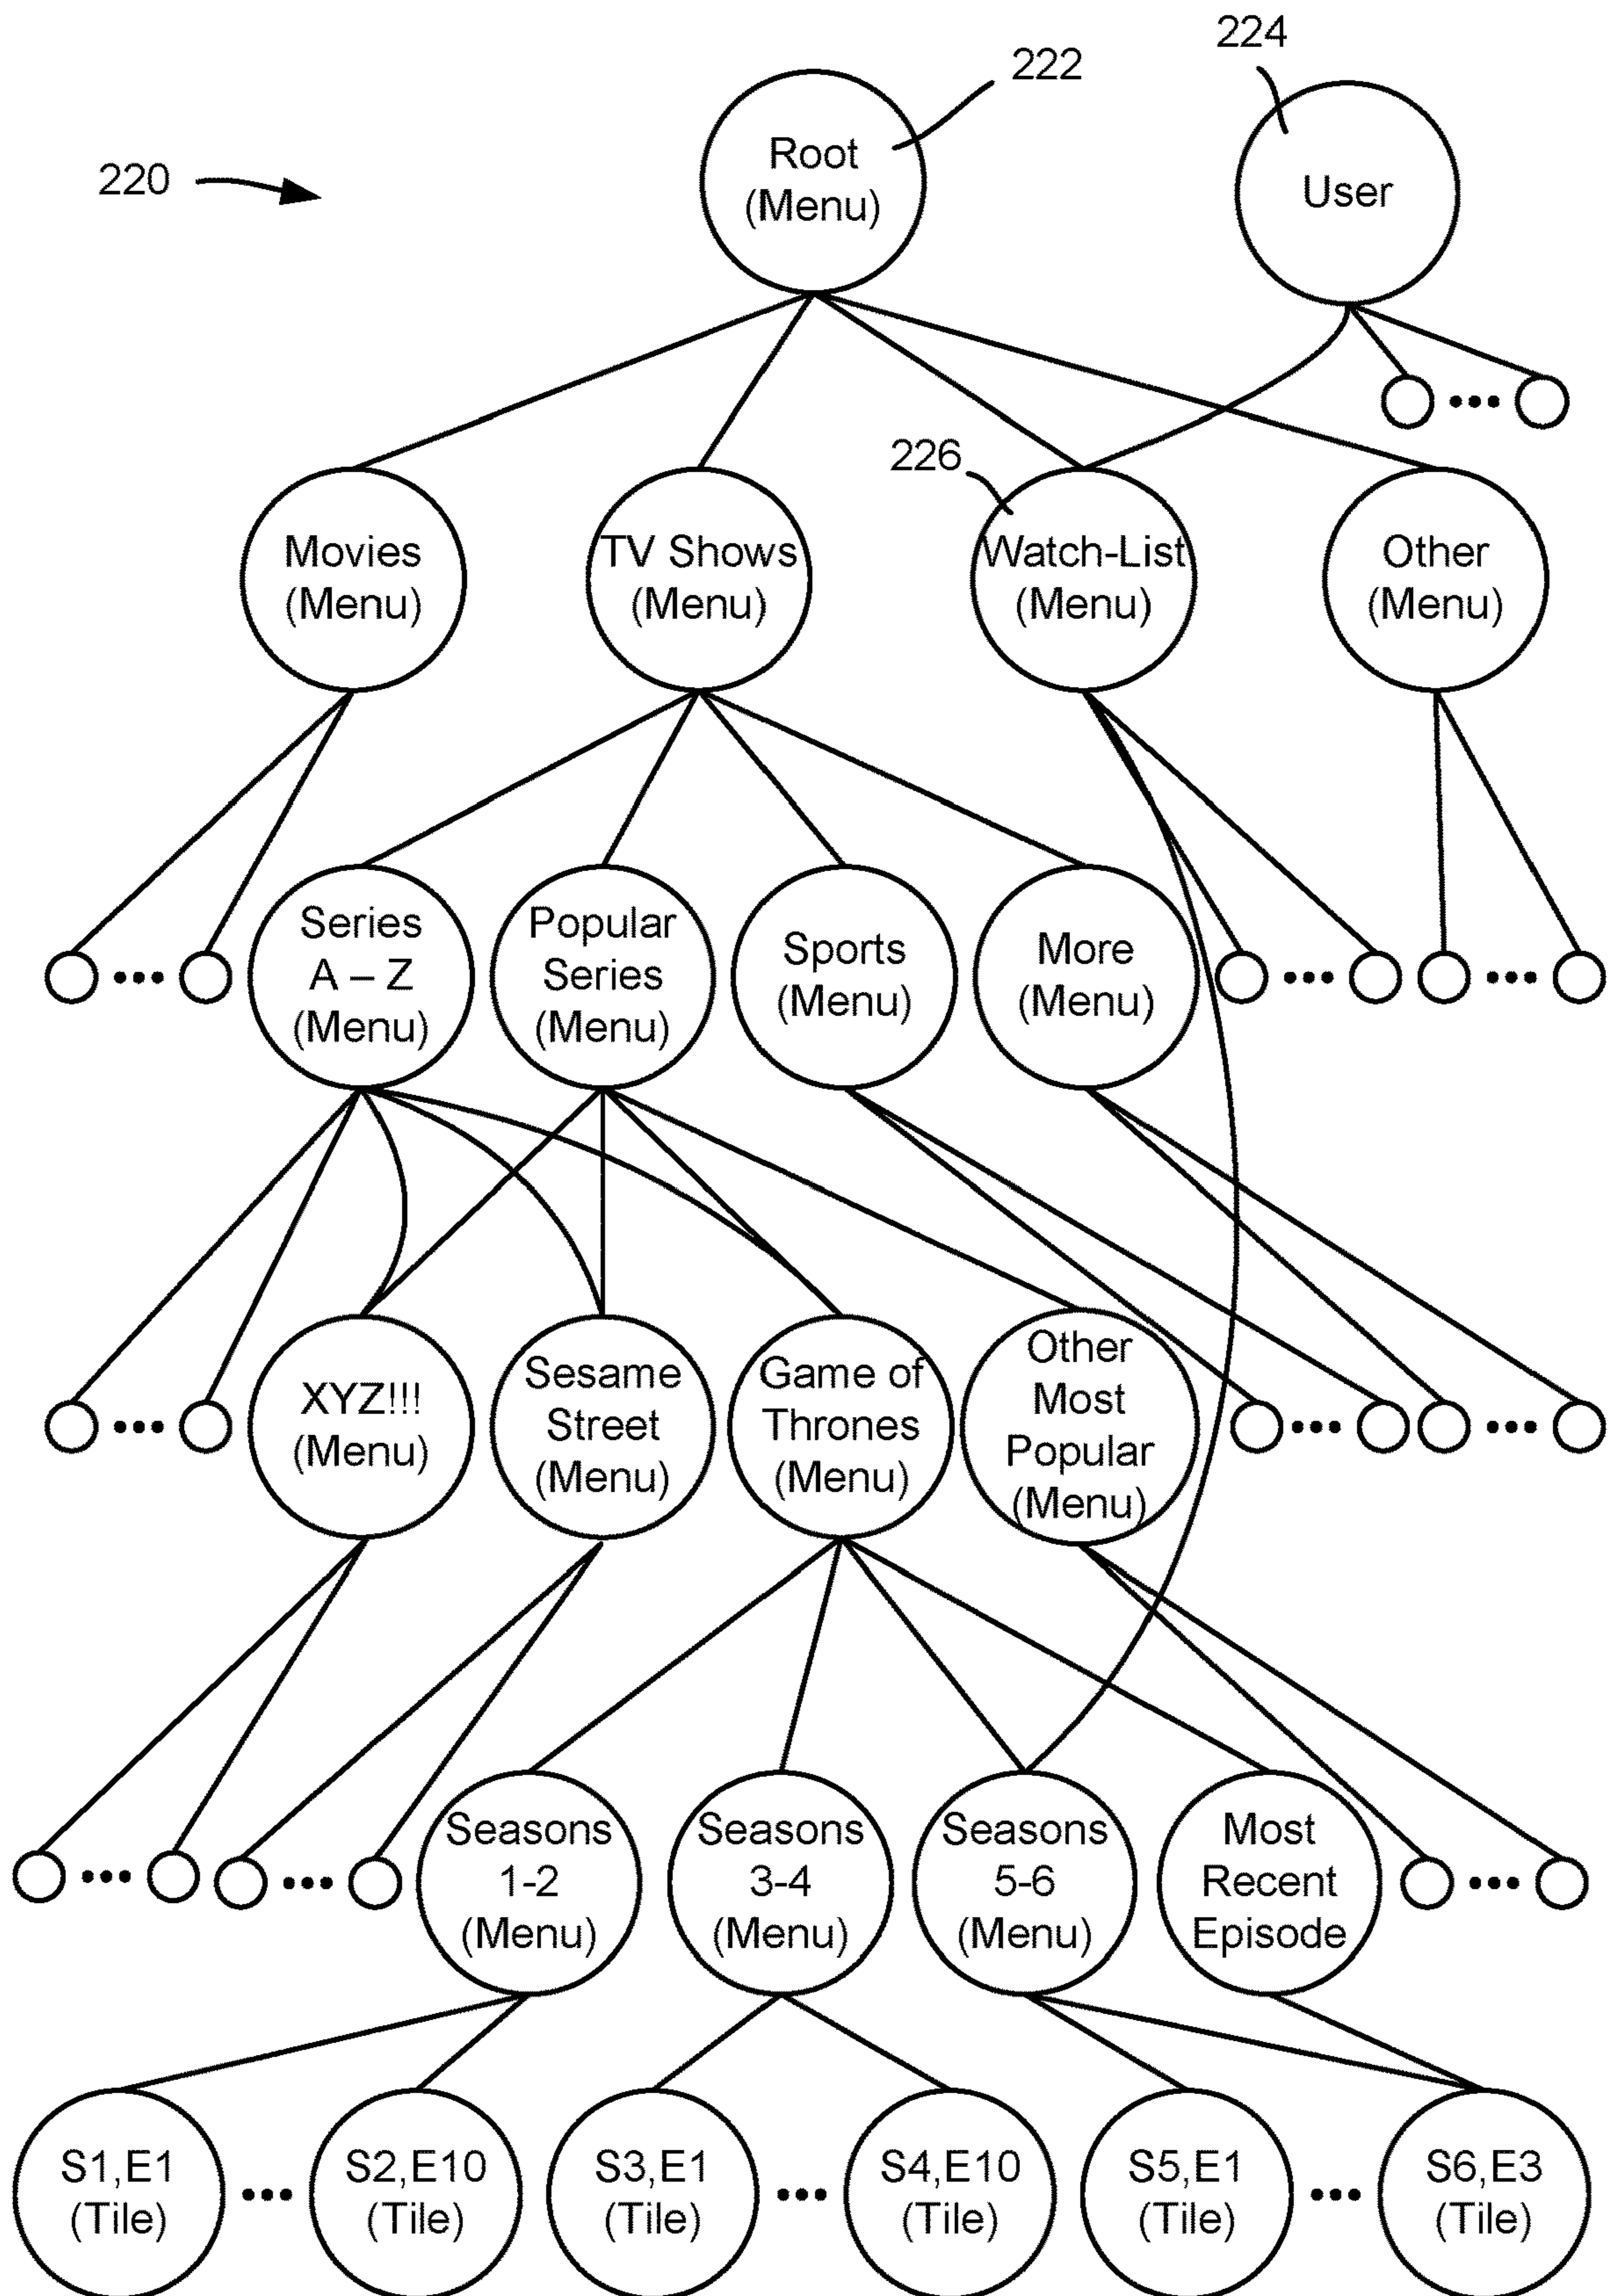 224
222
220
Root
(Menu)
User
226
Movies
(Menu)
TV Shows
(Menu)
Watch-List
(Menu)
Other
(Menu)
Series
A – Z
(Menu)
Popular
Series
(Menu)
Sports
(Menu)
More
(Menu)
XYZ!!!
(Menu)
Sesame
Street
(Menu)
Game of
Thrones
(Menu)
Other
Most
Popular
(Menu)
Seasons
1-2
(Menu)
Seasons
3-4
(Menu)
Seasons
5-6
(Menu)
Most
Recent
Episode
S1,E1
(Tile)
S2,E10
(Tile)
S3,E1
(Tile)
S4,E10
(Tile)
S5,E1
(Tile)
S6,E3
(Tile)